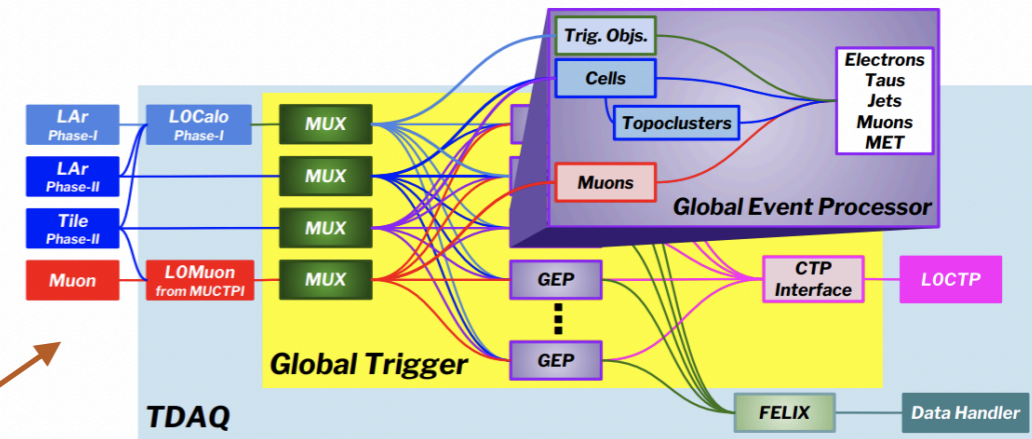 Trig. Objs.
Cells
Topoclusters
Muons
Electrons
Taus
Jets
Muons
MET
Global Event Processor
LAr
Phase-I
L0Calo
Phase-I
MUX
LAr
Phase-II
MUX
Tile
Phase-II
MUX
Muon
L0Muon
from MUCTPI
MUX
GEP
CTP
Interface
L0CTP
GEP
Global Trigger
TDAQ
FELIX
Data Handler